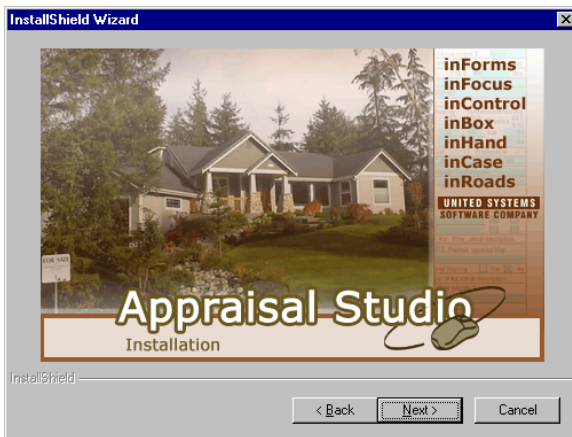 InstallShield Wizard
inForms
inFocus
inControl
inBox
inHand
inCase
inRoads
UNITED SYSTEMS
SOFTWARE COMPANY
FOR SALE
Appraisal Studio
Installation
InstallShield
< Back
Next >
Cancel